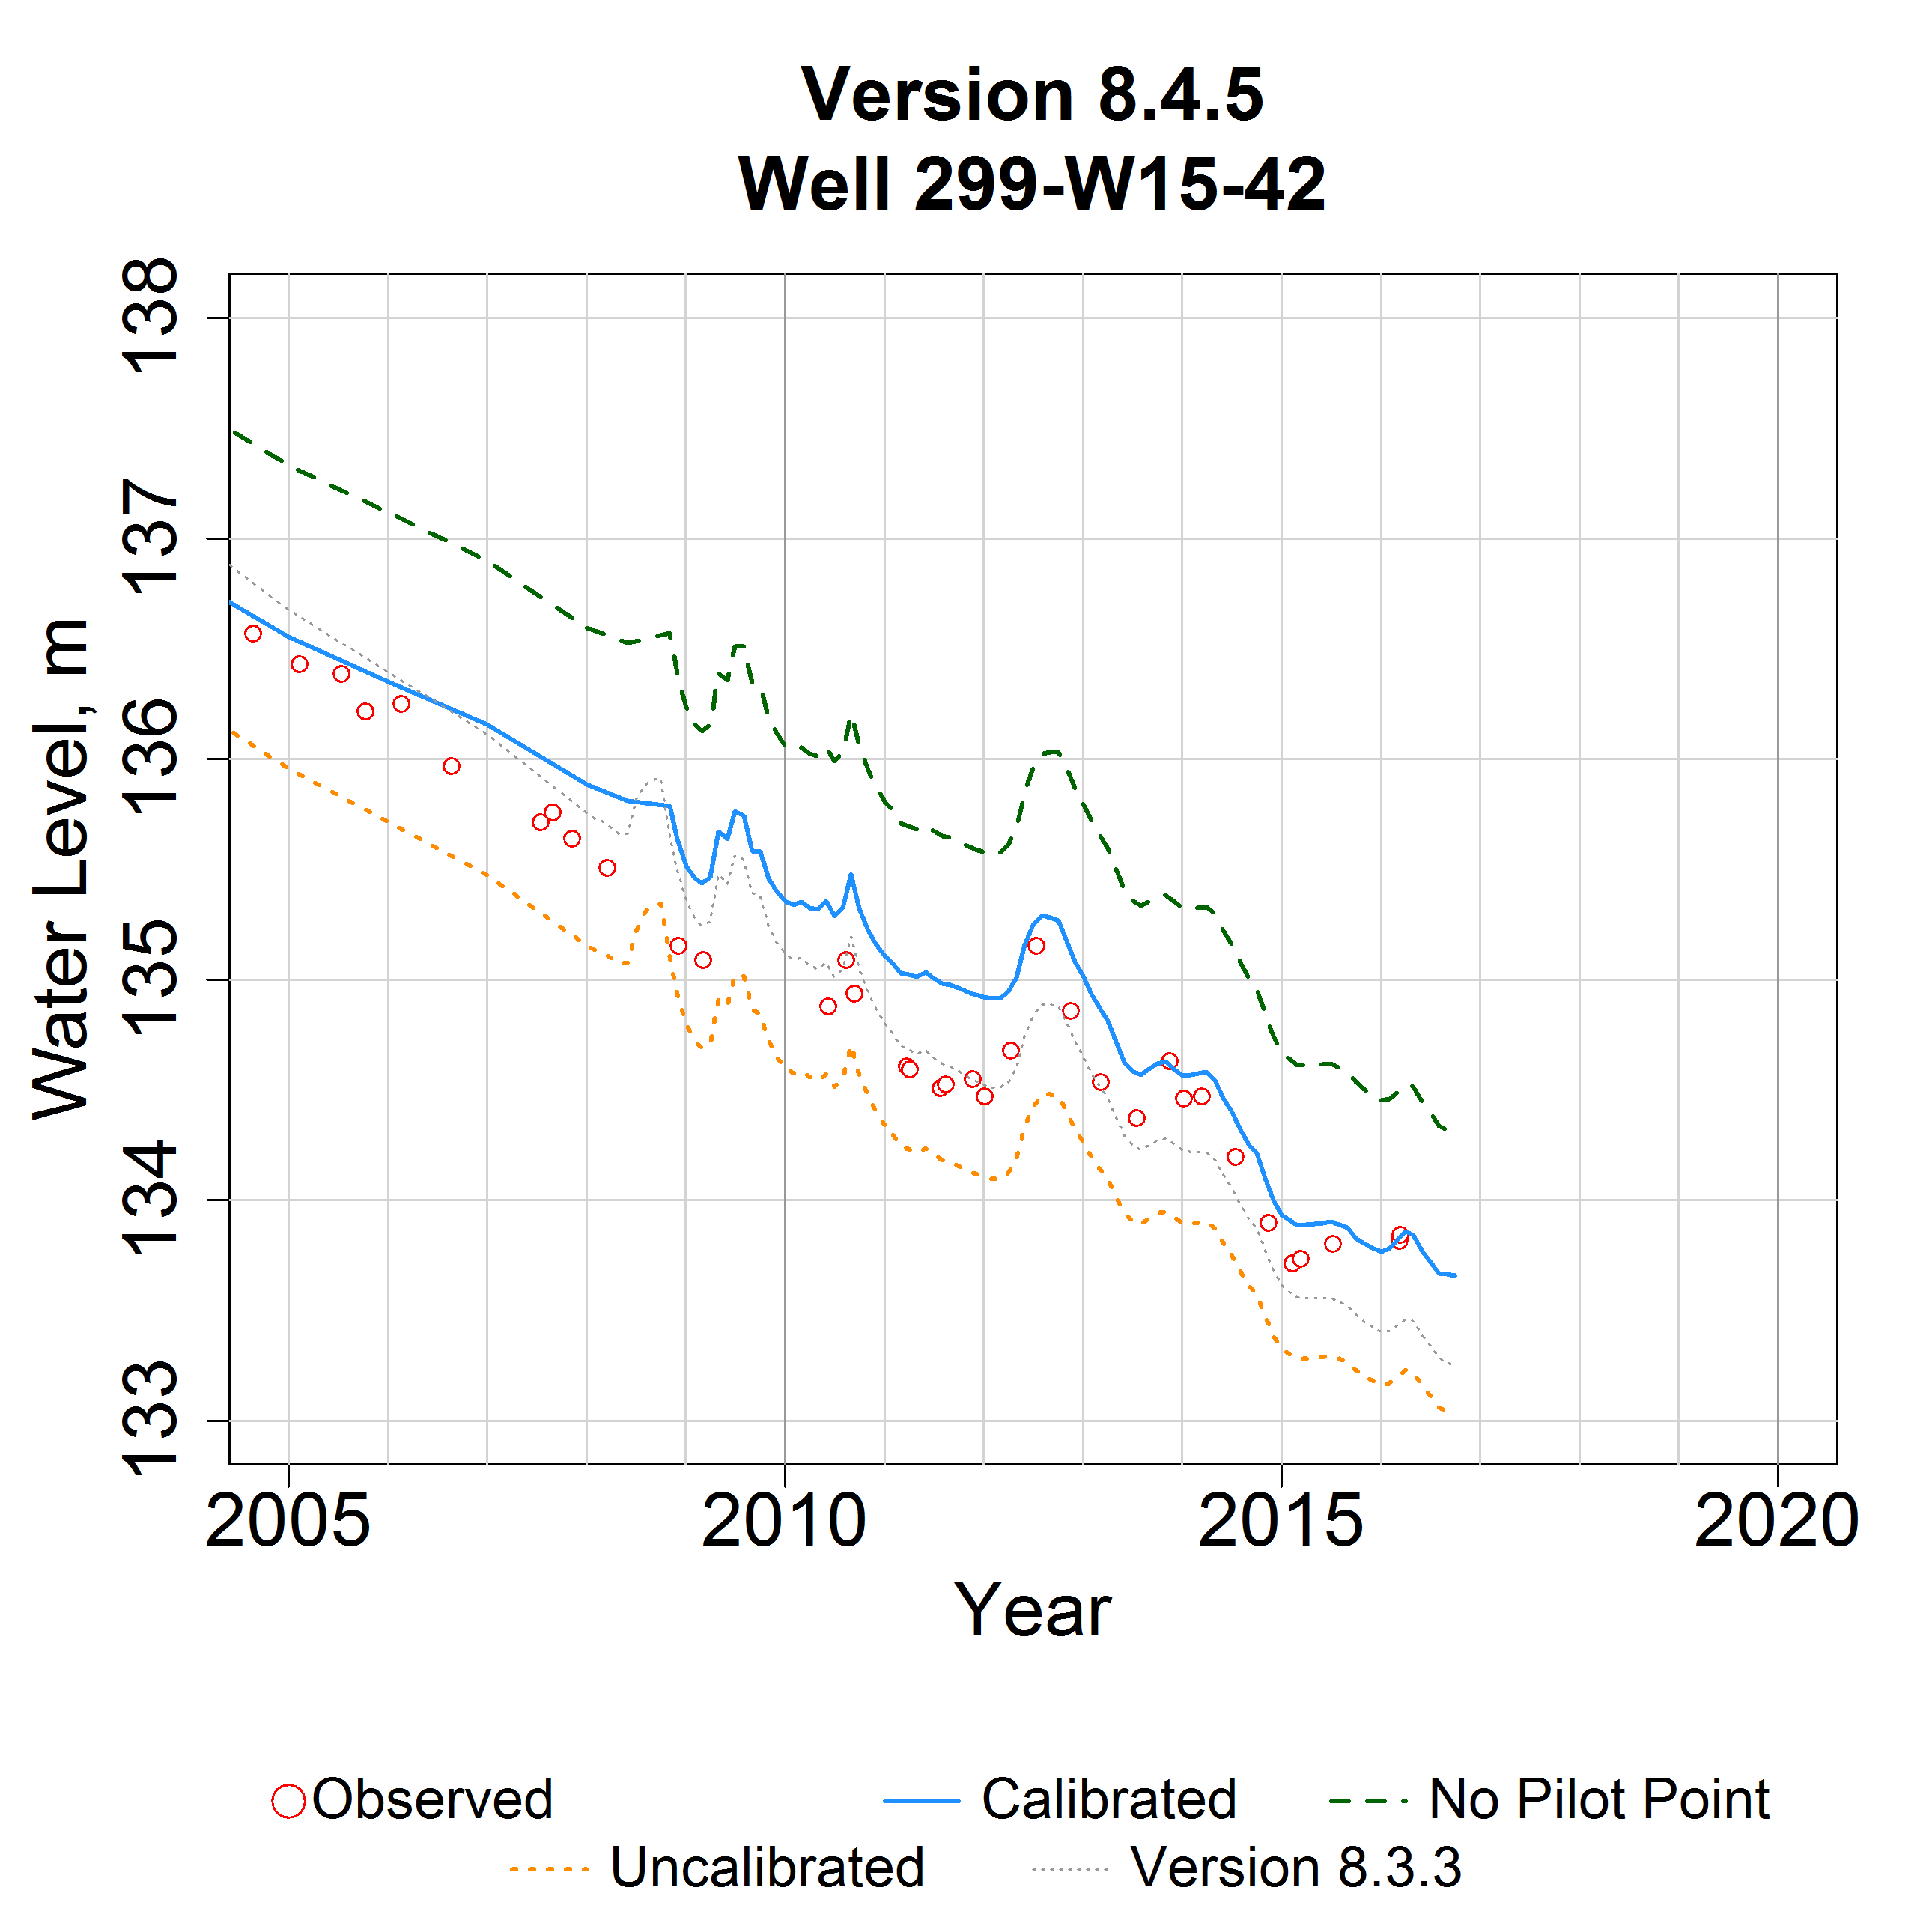 Version 8.4.5
Well 299-W15-42
138
137
136
135
134
133
Water Level, m
2005 2010 2015 2020
Year
Observed Calibrated No Pilot Point
Uncalibrated Version 8.3.3